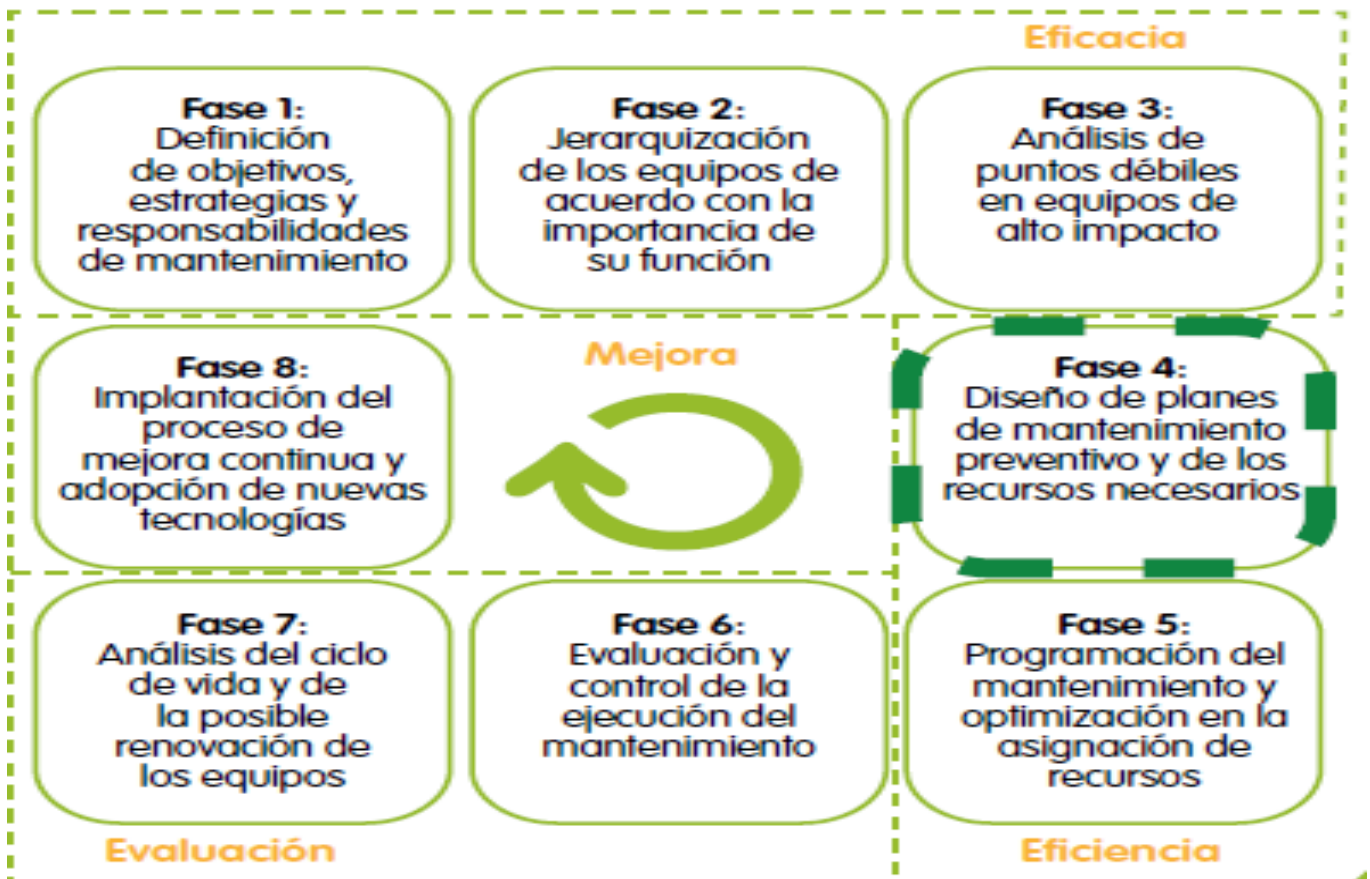 Eficacia
Fase 1:
Definición
de objetivos,
estrategias y
responsabilidades
de mantenimiento
Fase 2:
Jerarquización
de los equipos de
acuerdo con la
importancia de
su función
Fase 3:
Análisis de
puntos débiles
en equipos de
alto impacto
Fase 8:
Implantación del
proceso de
mejora continua y
adopción de nuevas
tecnologías
Mejora
Fase 4:
Diseño de planes
de mantenimiento
preventivo y de los
recursos necesarios
Fase 7:
Análisis del ciclo
de vida y de
la posible
renovación de
los equipos
Fase 6:
Evaluación y
control de la
ejecución del
mantenimiento
Fase 5:
Programación del
mantenimiento y
optimización en la
asignación de
recursos
Evaluación
Eficiencia